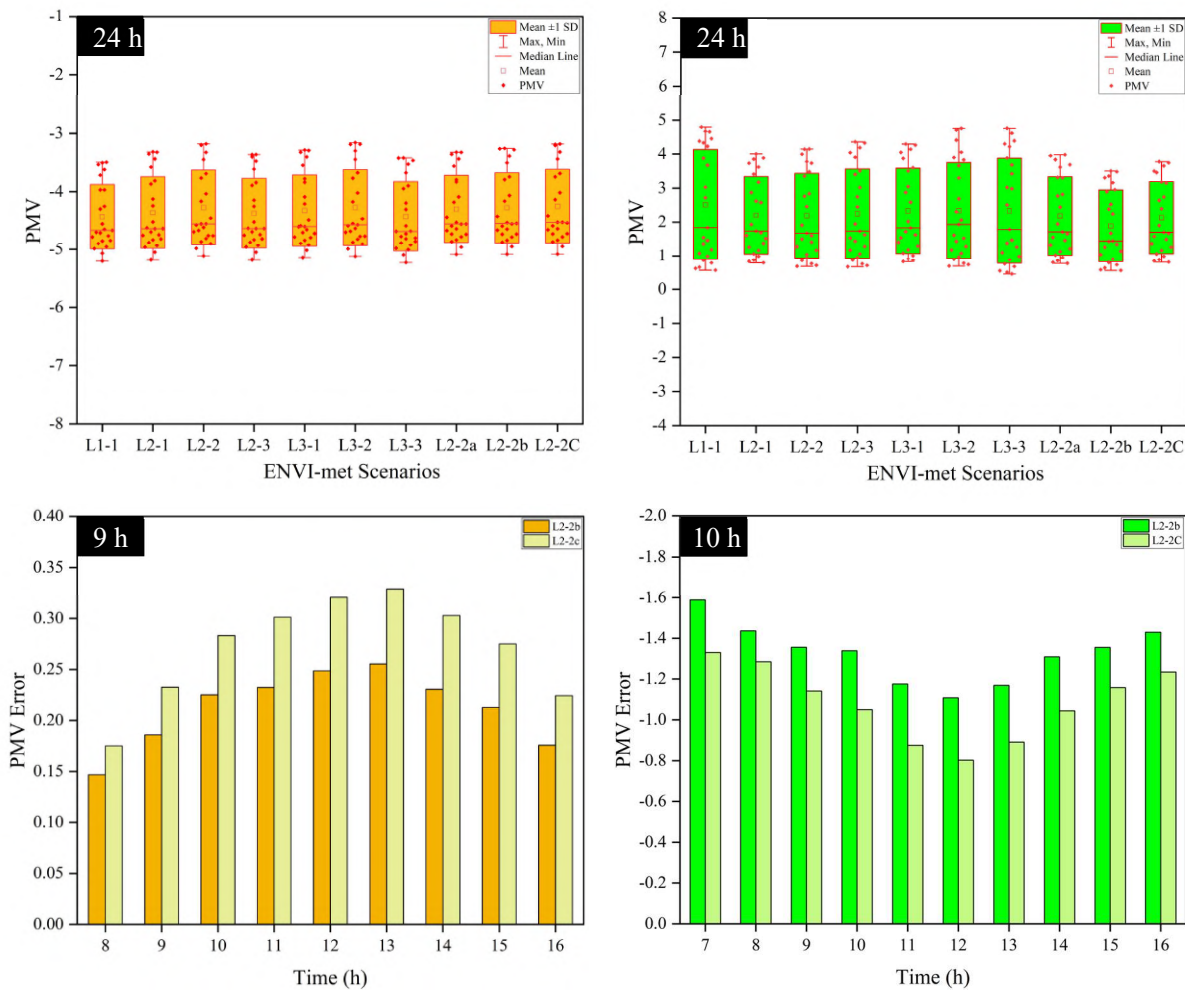 24 h
-1
-2
-3
-4
-5
-6
-7
-8
PMV
Mean ±1 SD
Max, Min
Median Line
Mean
PMV
L1-1 L2-1 L2-2 L2-3 L3-1 L3-2 L3-3 L2-2a L2-2b L2-2C
ENVI-met Scenarios
24 h
8
7
6
5
4
3
2
1
0
-1
-2
-3
-4
PMV
Mean ±1 SD
Max, Min
Median Line
Mean
PMV
L1-1 L2-1 L2-2 L2-3 L3-1 L3-2 L3-3 L2-2a L2-2b L2-2C
ENVI-met Scenarios
9 h
0.40
0.35
0.30
0.25
0.20
0.15
0.10
0.05
0.00
PMV Error
L2-2b
L2-2c
8 9 10 11 12 13 14 15 16
Time (h)
10 h
-2.0
-1.8
-1.6
-1.4
-1.2
-1.0
-0.8
-0.6
-0.4
-0.2
0.0
PMV Error
L2-2b
L2-2C
7 8 9 10 11 12 13 14 15 16
Time (h)